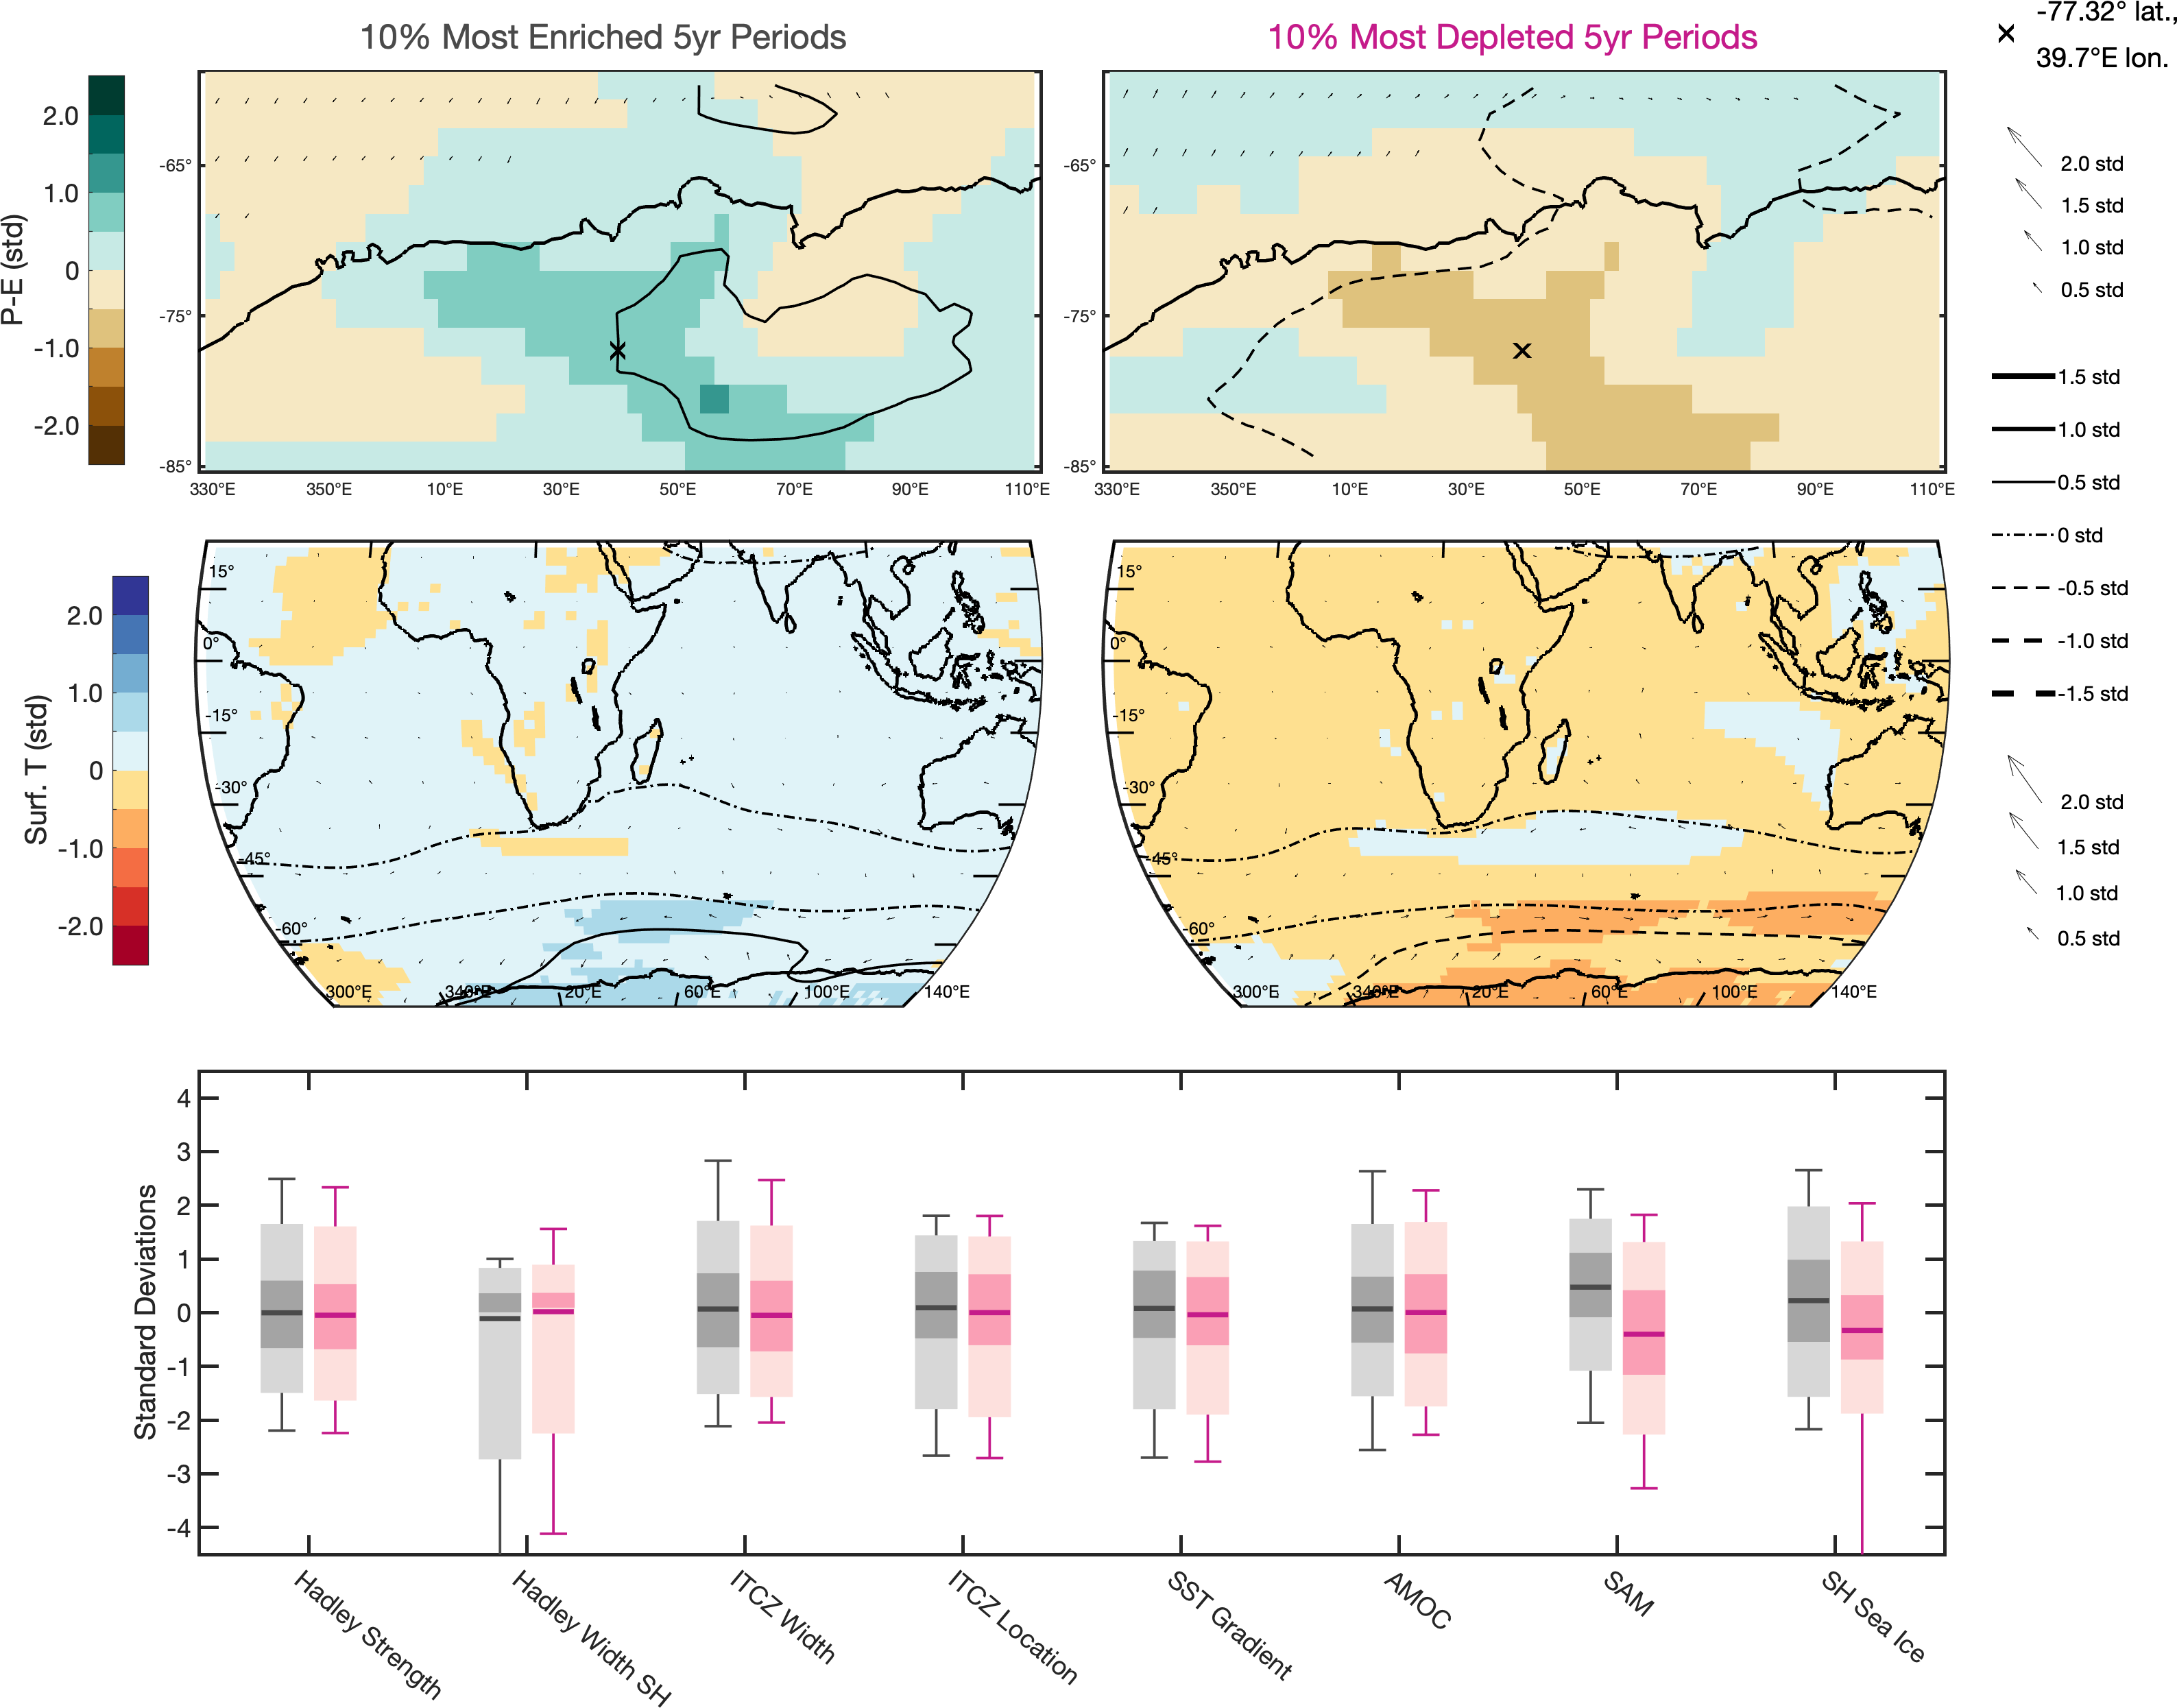 10% Most Enriched 5yr Periods
10% Most Depleted 5yr Periods
-77.32° lat.,
39.7°E lon.
P-E (std)
2.0
1.0
0
-1.0
-2.0
-65°
-75°
-85°
330°E 350°E 10°E 30°E 50°E 70°E 90°E 110°E
-65°
-75°
-85°
330°E 350°E 10°E 30°E 50°E 70°E 90°E 110°E
2.0 std
1.5 std
1.0 std
0.5 std
1.5 std
1.0 std
0.5 std
0 std
-0.5 std
-1.0 std
-1.5 std
2.0 std
1.5 std
1.0 std
0.5 std
Surf. T (std)
2.0
1.0
0
-1.0
-2.0
15°
0°
-15°
-30°
-45°
-60°
300°E 340°E 20°E 60°E 100°E 140°E
15°
0°
-15°
-30°
-45°
-60°
300°E 340°E 20°E 60°E 100°E 140°E
Standard Deviations
4
3
2
1
0
-1
-2
-3
-4
Hadley Strength
Hadley Width SH
ITCZ Width
ITCZ Location
SST Gradient
AMOC
SAM
SH Sea Ice